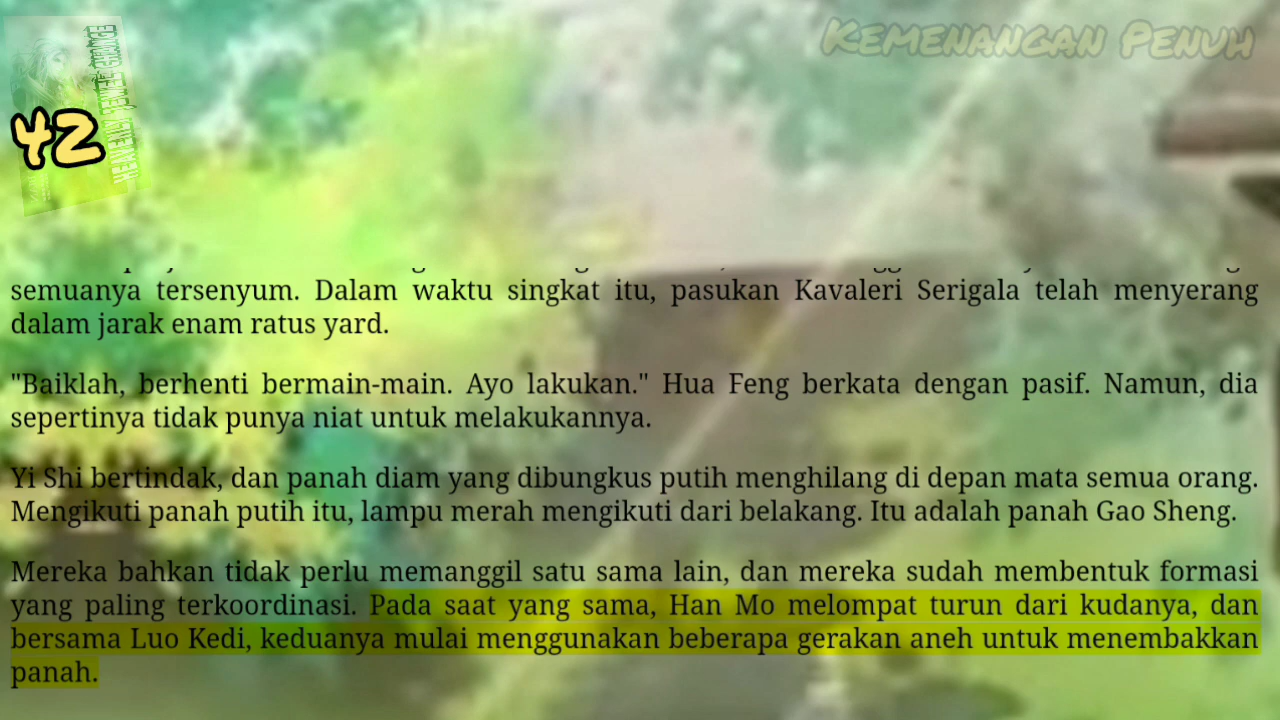 Kemenangan Penuh
HEAVENLY JEWEL CHANGE
42
semuanya tersenyum. Dalam waktu singkat itu, pasukan Kavaleri Serigala telah menyerang
dalam jarak enam ratus yard.
"Baiklah, berhenti bermain-main. Ayo lakukan." Hua Feng berkata dengan pasif. Namun, dia
sepertinya tidak punya niat untuk melakukannya.
Yi Shi bertindak, dan panah diam yang dibungkus putih menghilang di depan mata semua orang.
Mengikuti panah putih itu, lampu merah mengikuti dari belakang. Itu adalah panah Gao Sheng.
Mereka bahkan tidak perlu memanggil satu sama lain, dan mereka sudah membentuk formasi
yang paling terkoordinasi. Pada saat yang sama, Han Mo melompat turun dari kudanya, dan
bersama Luo Kedi, keduanya mulai menggunakan beberapa gerakan aneh untuk menembakkan
panah.